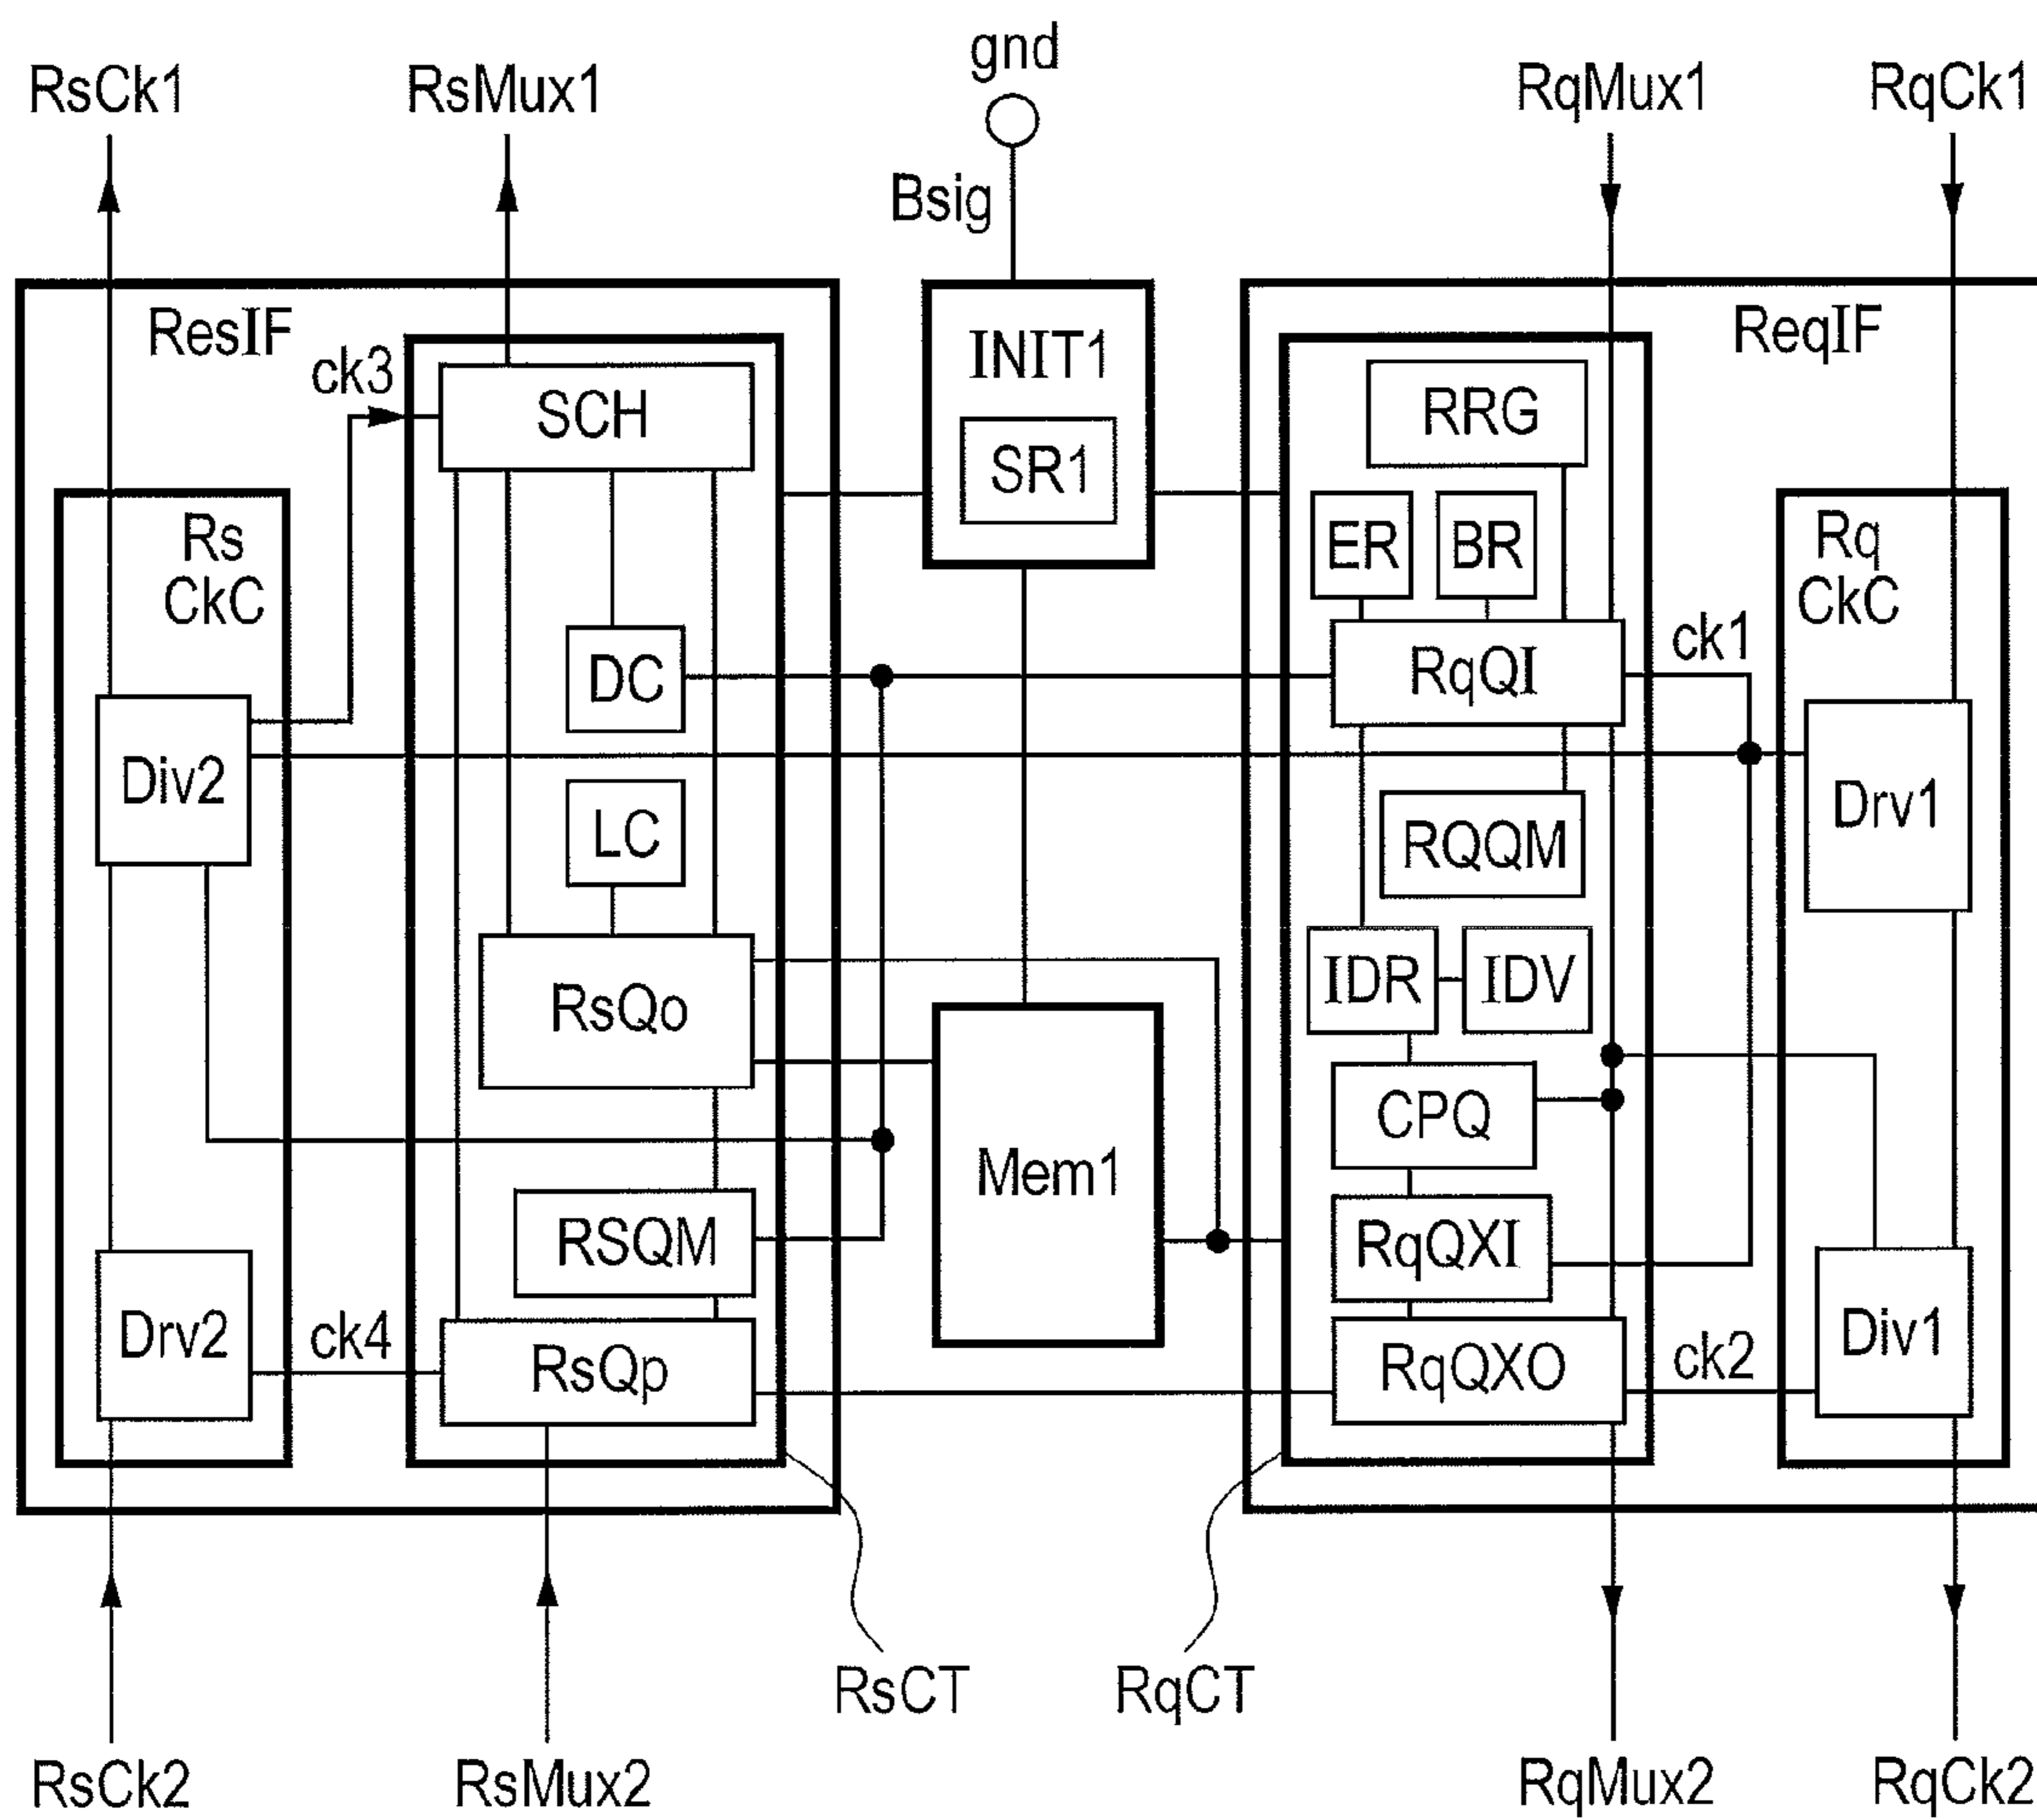 gnd
RsCk1
RsMux1
RqMux1
RqCk1
Bsig
ResIF
ReqIF
INIT1
ck3
SCH
RRG
SR1
Rs
CkC
ER
BR
Rq
CkC
DC
RqQI
ck1
Div2
Drv1
LC
RQQM
RsQo
IDR
IDV
CPQ
Mem1
RSQM
RqQXI
Drv2
ck4
RsQp
RqQXO
ck2
Div1
RsCT
RqCT
RsCk2
RsMux2
RqMux2
RqCk2